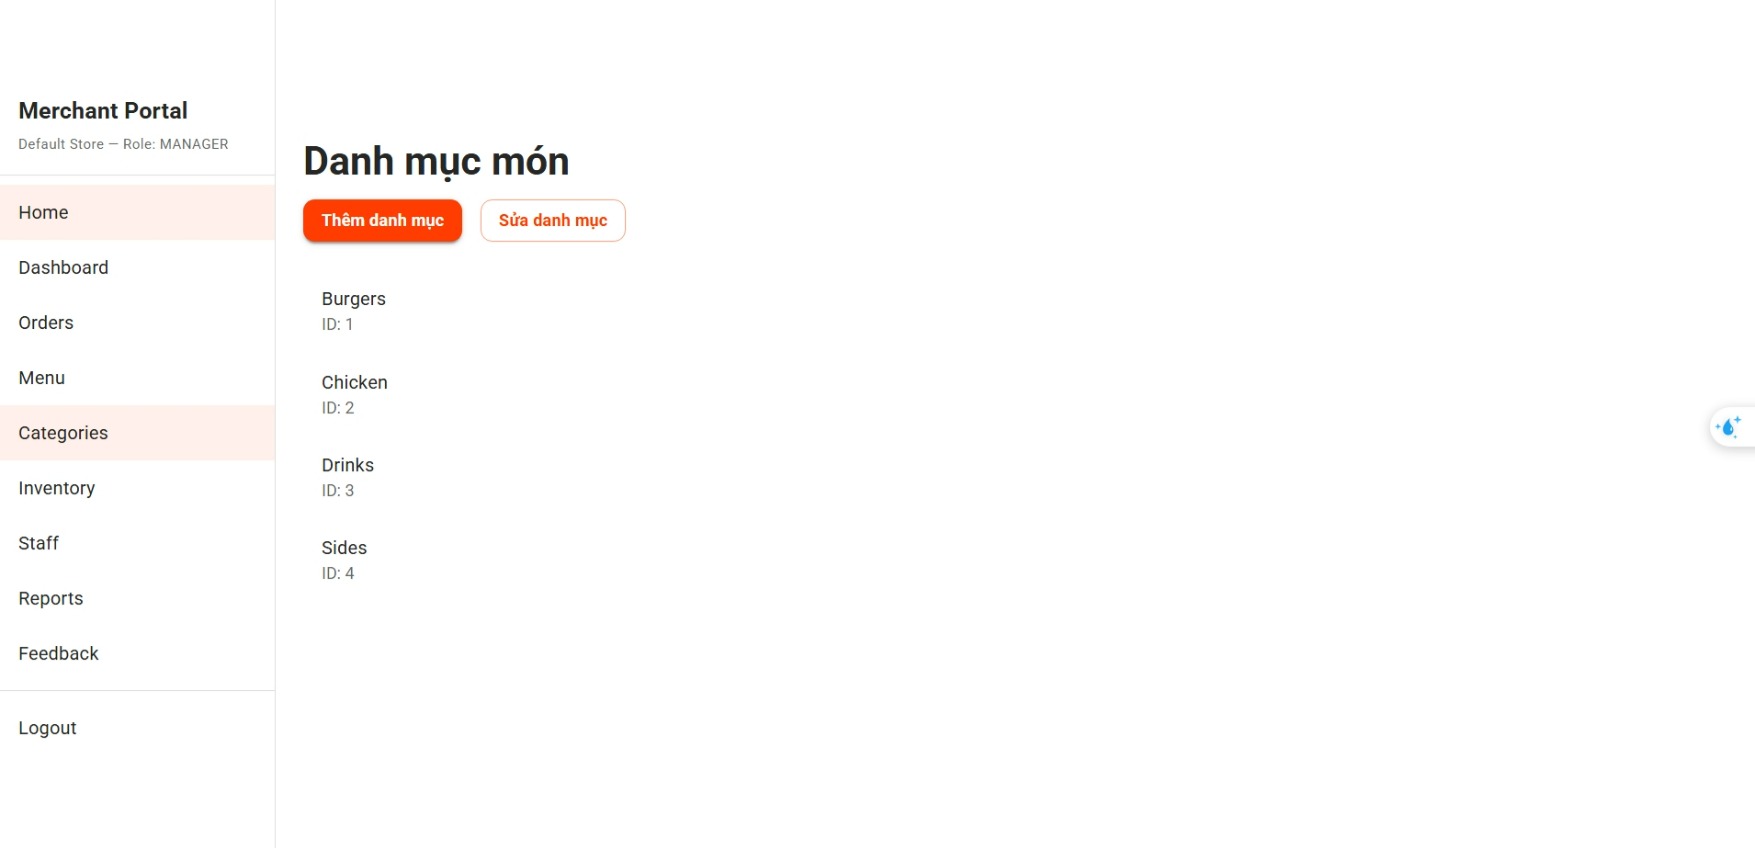 Merchant Portal
Default Store — Role: MANAGER
Home
Dashboard
Orders
Menu
Categories
Inventory
Staff
Reports
Feedback
Logout
Danh mục món
Thêm danh mục
Sửa danh mục
Burgers
ID: 1
Chicken
ID: 2
Drinks
ID: 3
Sides
ID: 4